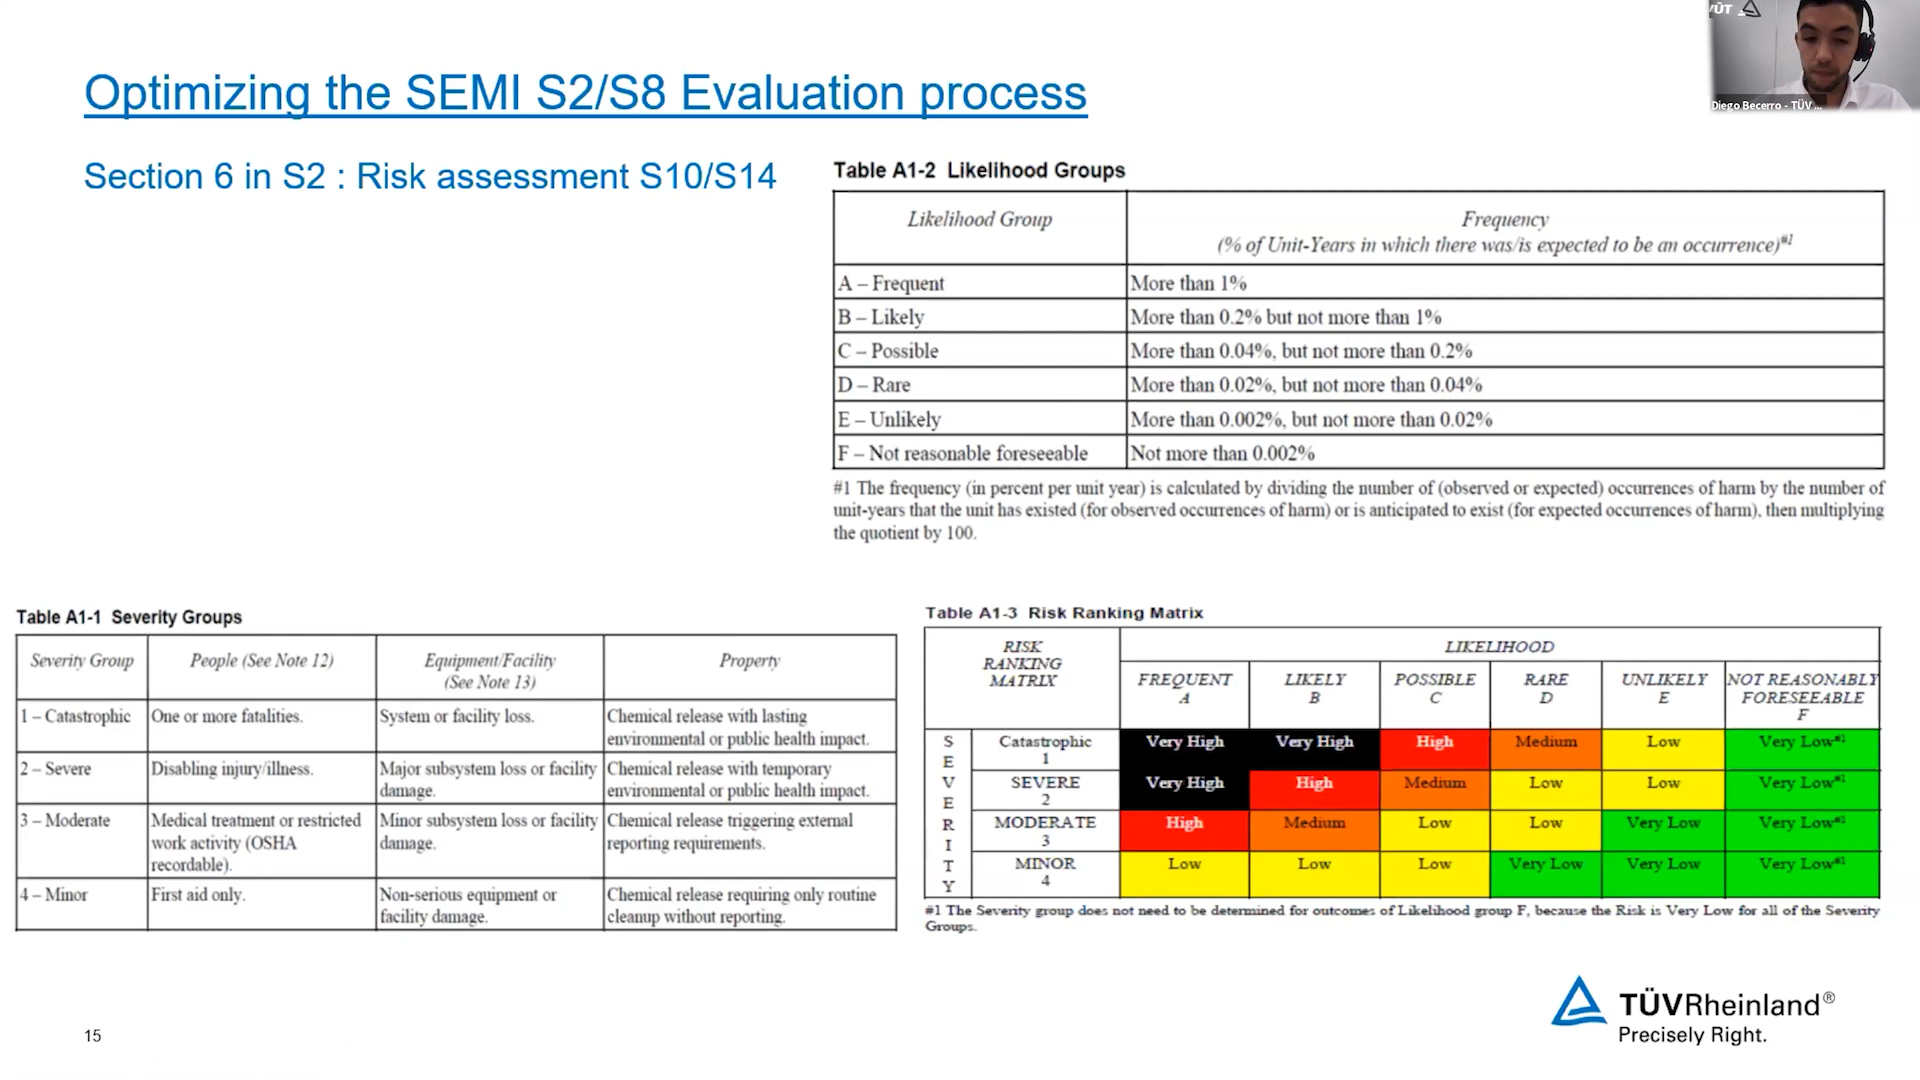 Optimizing the SEMI S2/S8 Evaluation process
Diego Becerro - TÜV ...
Section 6 in S2 : Risk assessment S10/S14
Table A1-2 Likelihood Groups
Likelihood Group
Frequency
(% of Unit-Years in which there was/is expected to be an occurrence)#1
A – Frequent
More than 1%
B – Likely
More than 0.2% but not more than 1%
C – Possible
More than 0.04%, but not more than 0.2%
D – Rare
More than 0.02%, but not more than 0.04%
E – Unlikely
More than 0.002%, but not more than 0.02%
F – Not reasonable foreseeable
Not more than 0.002%
#1 The frequency (in percent per unit year) is calculated by dividing the number of (observed or expected) occurrences of harm by the number of
unit-years that the unit has existed (for observed occurrences of harm) or is anticipated to exist (for expected occurrences of harm), then multiplying
the quotient by 100.
Table A1-1 Severity Groups
Severity Group
People (See Note 12)
Equipment/Facility
(See Note 13)
Property
1 – Catastrophic
One or more fatalities.
System or facility loss.
Chemical release with lasting
environmental or public health impact.
2 – Severe
Disabling injury/illness.
Major subsystem loss or facility
damage.
Chemical release with temporary
environmental or public health impact.
3 – Moderate
Medical treatment or restricted
work activity (OSHA
recordable).
Minor subsystem loss or facility
damage.
Chemical release triggering external
reporting requirements.
4 – Minor
First aid only.
Non-serious equipment or
facility damage.
Chemical release requiring only routine
cleanup without reporting.
Table A1-3 Risk Ranking Matrix
RISK
RANKING
MATRIX
LIKELIHOOD
FREQUENT
A
LIKELY
B
POSSIBLE
C
RARE
D
UNLIKELY
E
NOT REASONABLY
FORESEEABLE
F
SEVERITY
Catastrophic
1
Very High
Very High
High
Medium
Low
Very Low#1
SEVERE
2
Very High
High
Medium
Low
Low
Very Low#1
MODERATE
3
High
Medium
Low
Low
Very Low
Very Low#1
MINOR
4
Low
Low
Low
Very Low
Very Low
Very Low#1
#1 The Severity group does not need to be determined for outcomes of Likelihood group F, because the Risk is Very Low for all of the Severity
Groups.
TÜVRheinland®
Precisely Right.
15